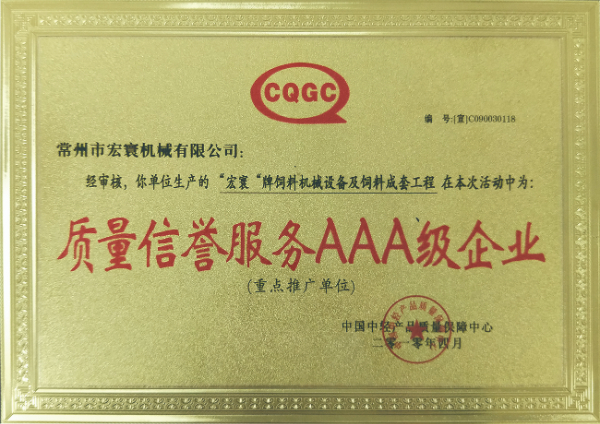 CQGC
编 号:[宣]C090030118
常州市宏寰机械有限公司:
经审核,你单位生产的“宏寰“牌饲料机械设备及饲料成套工程 在本次活动中为:
质量信誉服务AAA级企业
(重点推广单位)
中国中轻产品质量保障中心
二零一零年四月